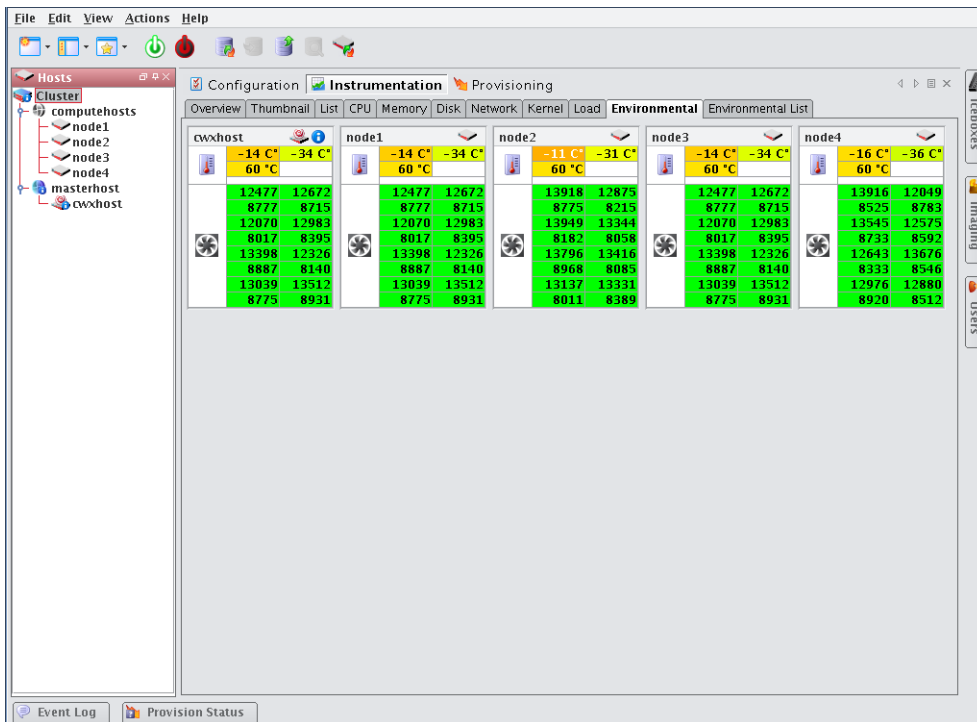 File Edit View Actions Help
Hosts
Cluster
computehosts
node1
node2
node3
node4
masterhost
cwxhost
Configuration Instrumentation Provisioning
Overview Thumbnail List CPU Memory Disk Network Kernel Load Environmental Environmental List
cwxhost
-14 C° -34 C°
60 °C
12477 12672
8777 8715
12070 12983
8017 8395
13398 12326
8887 8140
13039 13512
8775 8931
node1
-14 C° -34 C°
60 °C
12477 12672
8777 8715
12070 12983
8017 8395
13398 12326
8887 8140
13039 13512
8775 8931
node2
-11 C° -31 C°
60 °C
13918 12875
8775 8215
13949 13344
8182 8058
13796 13416
8968 8085
13137 13331
8011 8389
node3
-14 C° -34 C°
60 °C
12477 12672
8777 8715
12070 12983
8017 8395
13398 12326
8887 8140
13039 13512
8775 8931
node4
-16 C° -36 C°
60 °C
13916 12049
8525 8783
13545 12575
8733 8592
12643 13676
8333 8546
12976 12880
8920 8512
Iceboxes
Imaging
Users
Event Log Provision Status